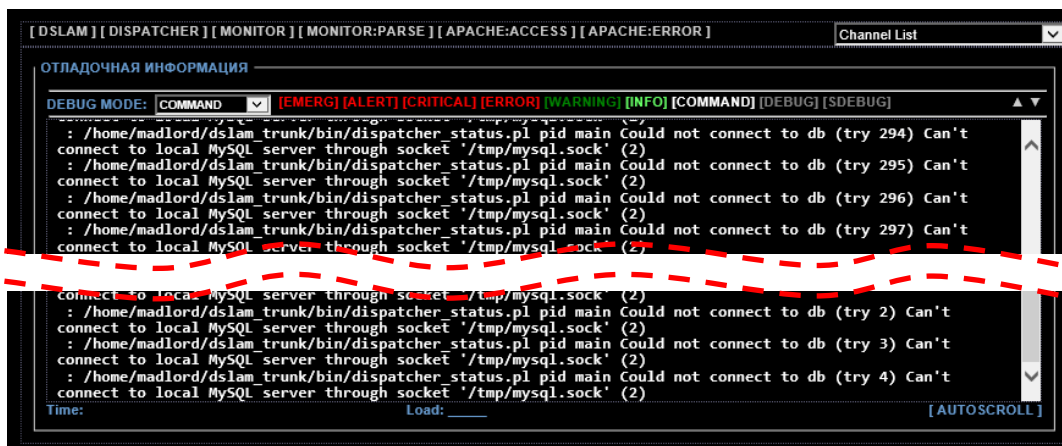 [ DSLAM ] [ DISPATCHER ] [ MONITOR ] [ MONITOR:PARSE ] [ APACHE:ACCESS ] [ APACHE:ERROR ]
Channel List
ОТЛАДОЧНАЯ ИНФОРМАЦИЯ
DEBUG MODE: COMMAND [EMERG] [ALERT] [CRITICAL] [ERROR] [WARNING] [INFO] [COMMAND] [DEBUG] [SDEBUG] ▲ ▼
connect to local MySQL server through socket '/tmp/mysql.sock' (2)
: /home/madlord/dslam_trunk/bin/dispatcher_status.pl pid main Could not connect to db (try 294) Can't
connect to local MySQL server through socket '/tmp/mysql.sock' (2)
: /home/madlord/dslam_trunk/bin/dispatcher_status.pl pid main Could not connect to db (try 295) Can't
connect to local MySQL server through socket '/tmp/mysql.sock' (2)
: /home/madlord/dslam_trunk/bin/dispatcher_status.pl pid main Could not connect to db (try 296) Can't
connect to local MySQL server through socket '/tmp/mysql.sock' (2)
: /home/madlord/dslam_trunk/bin/dispatcher_status.pl pid main Could not connect to db (try 297) Can't
connect to local MySQL server through socket '/tmp/mysql.sock' (2)
connect to local MySQL server through socket '/tmp/mysql.sock' (2)
: /home/madlord/dslam_trunk/bin/dispatcher_status.pl pid main Could not connect to db (try 2) Can't
connect to local MySQL server through socket '/tmp/mysql.sock' (2)
: /home/madlord/dslam_trunk/bin/dispatcher_status.pl pid main Could not connect to db (try 3) Can't
connect to local MySQL server through socket '/tmp/mysql.sock' (2)
: /home/madlord/dslam_trunk/bin/dispatcher_status.pl pid main Could not connect to db (try 4) Can't
connect to local MySQL server through socket '/tmp/mysql.sock' (2)
Time: Load: _____ [ AUTOSCROLL ]